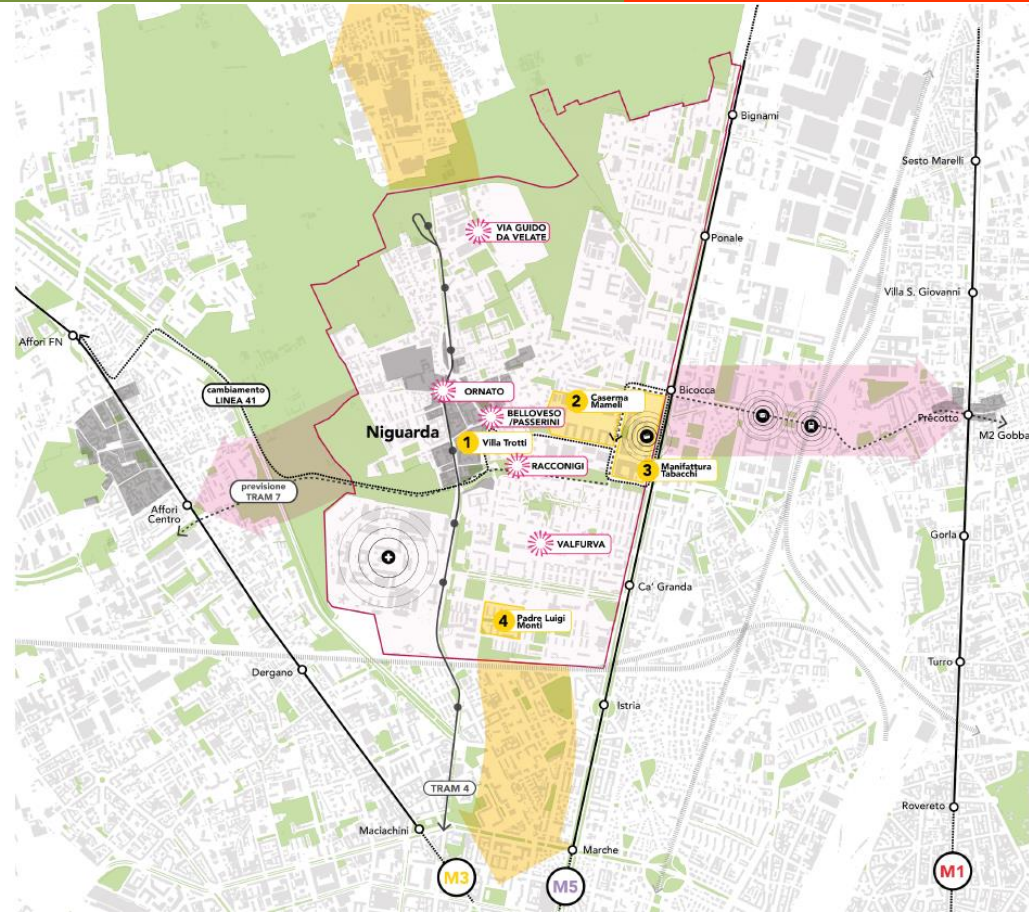 Bignami
Sesto Marelli
VIA GUIDO
DA VELATE
Ponale
Villa S. Giovanni
Affori FN
cambiamento
LINEA 41
ORNATO
Bicocca
2
Caserma
Mameli
BELLOVESO
/PASSERINI
Precotto
M2 Gobba
Niguarda
1
Villa Trotti
RACCONIGI
3
Manifattura
Tabacchi
previsione
TRAM 7
Affori
Centro
VALFURVA
Gorla
Ca' Granda
4
Padre Luigi
Monti
Dergano
Turro
Istria
TRAM 4
Rovereto
Maciachini
Marche
M3
M5
M1